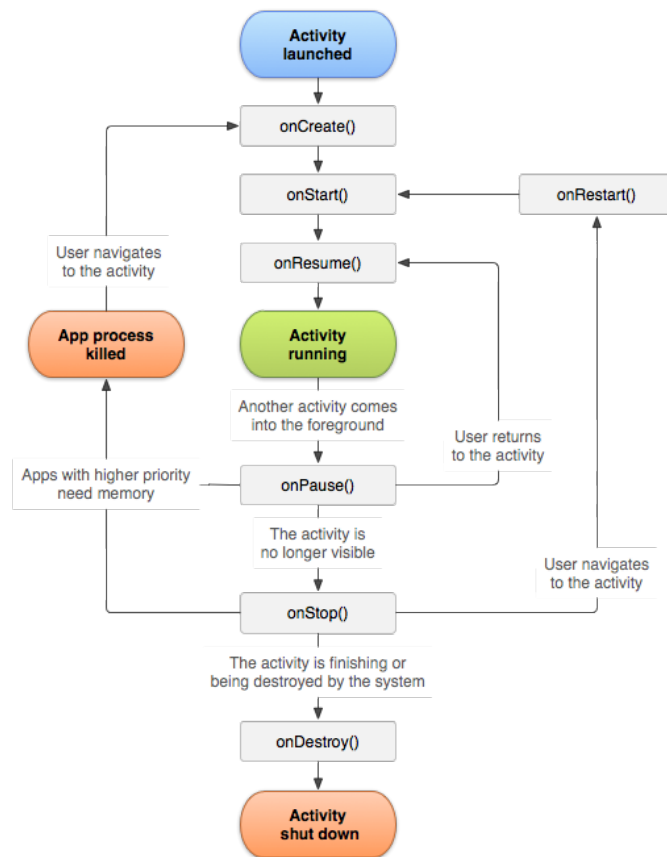 Activity
launched
onCreate()
onStart()
onRestart()
User navigates
to the activity
onResume()
App process
killed
Activity
running
Another activity comes
into the foreground
User returns
to the activity
Apps with higher priority
need memory
onPause()
The activity is
no longer visible
User navigates
to the activity
onStop()
The activity is finishing or
being destroyed by the system
onDestroy()
Activity
shut down